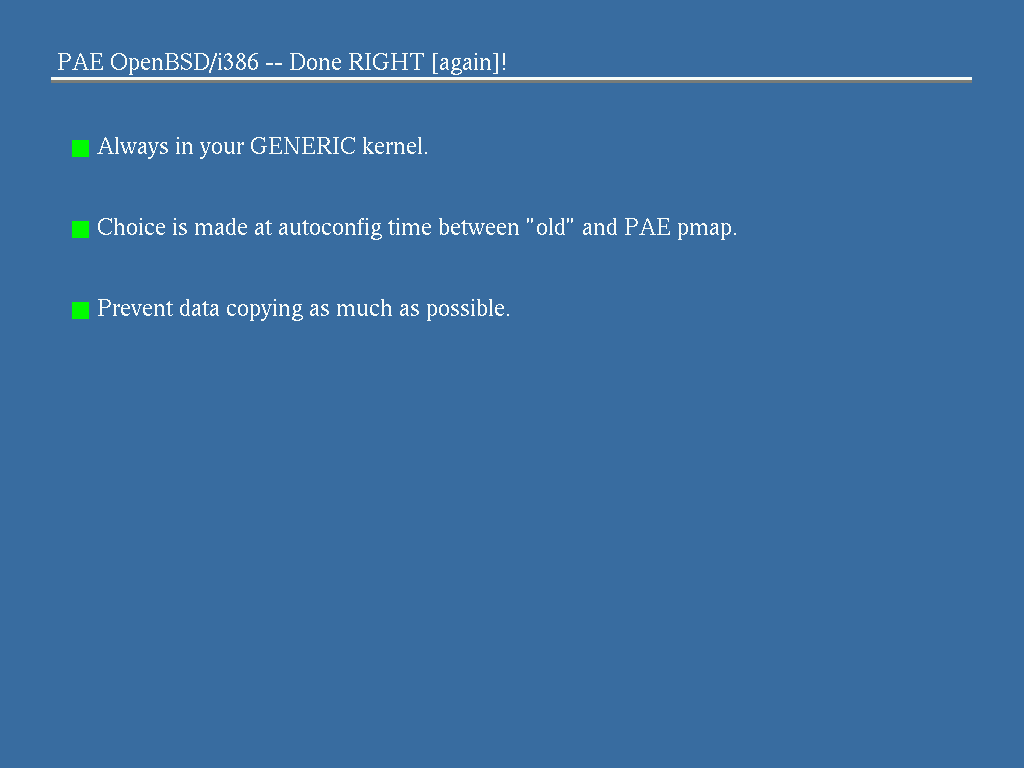 PAE OpenBSD/i386 -- Done RIGHT [again]!
Always in your GENERIC kernel.
Choice is made at autoconfig time between "old" and PAE pmap.
Prevent data copying as much as possible.